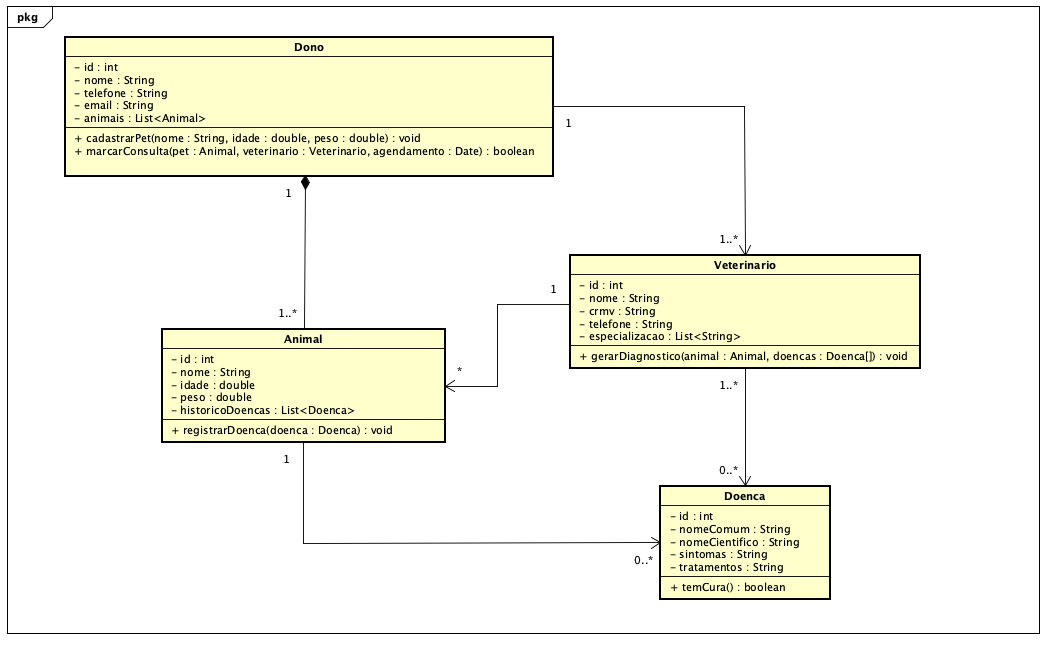 pkg
Dono
– id : int
– nome : String
– telefone : String
– email : String
– animais : List<Animal>
+ cadastrarPet(nome : String, idade : double, peso : double) : void
+ marcarConsulta(pet : Animal, veterinario : Veterinario, agendamento : Date) : boolean
1
1
1..*
Veterinario
– id : int
– nome : String
– crmv : String
– telefone : String
– especializacao : List<String>
+ gerarDiagnostico(animal : Animal, doencas : Doenca[]) : void
1
1..*
Animal
– id : int
– nome : String
– idade : double
– peso : double
– historicoDoencas : List<Doenca>
+ registrarDoenca(doenca : Doenca) : void
*
1..*
1
0..*
Doenca
– id : int
– nomeComum : String
– nomeCientifico : String
– sintomas : String
– tratamentos : String
+ temCura() : boolean
0..*